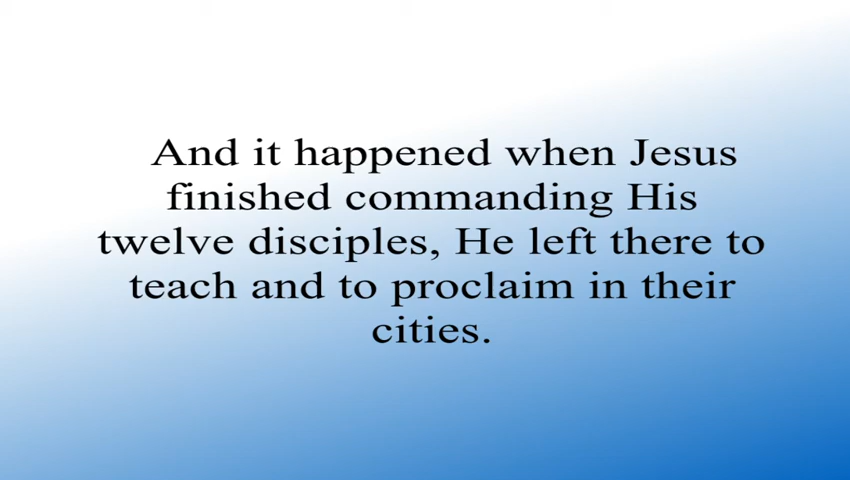 And it happened when Jesus
finished commanding His
twelve disciples, He left there to
teach and to proclaim in their
cities.